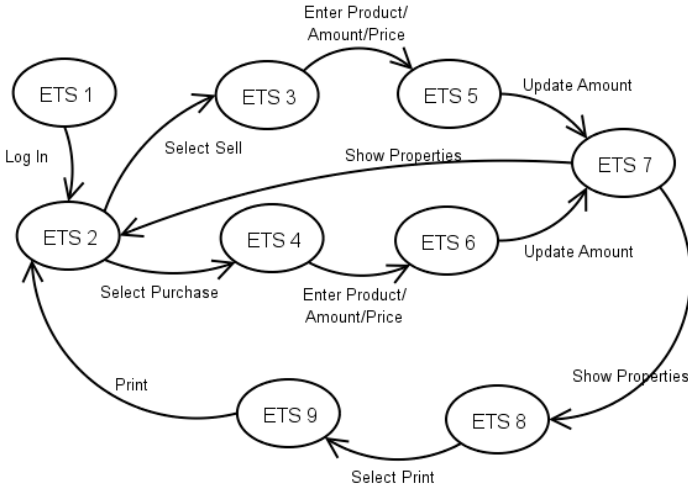 Enter Product/
Amount/Price
ETS 1
ETS 3
ETS 5
Update Amount
Log In
Select Sell
Show Properties
ETS 7
ETS 2
ETS 4
ETS 6
Update Amount
Select Purchase
Enter Product/
Amount/Price
Print
Show Properties
ETS 9
ETS 8
Select Print